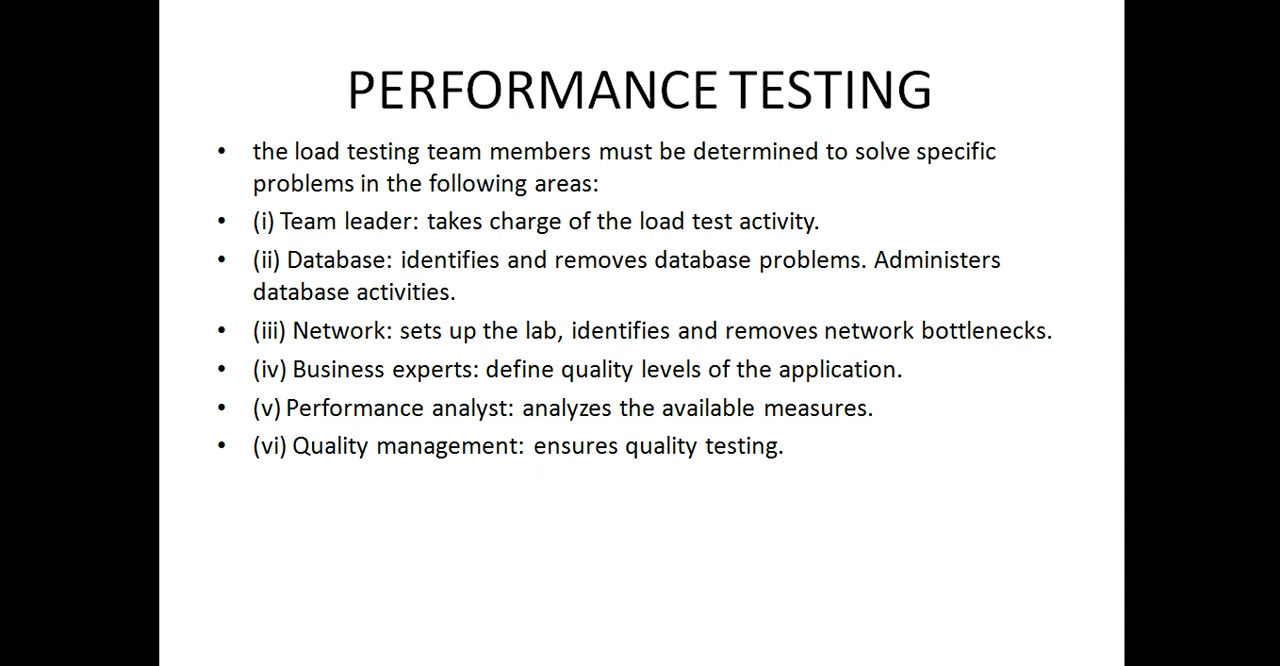 PERFORMANCE TESTING
• the load testing team members must be determined to solve specific
problems in the following areas:
• (i) Team leader: takes charge of the load test activity.
• (ii) Database: identifies and removes database problems. Administers
database activities.
• (iii) Network: sets up the lab, identifies and removes network bottlenecks.
• (iv) Business experts: define quality levels of the application.
• (v) Performance analyst: analyzes the available measures.
• (vi) Quality management: ensures quality testing.